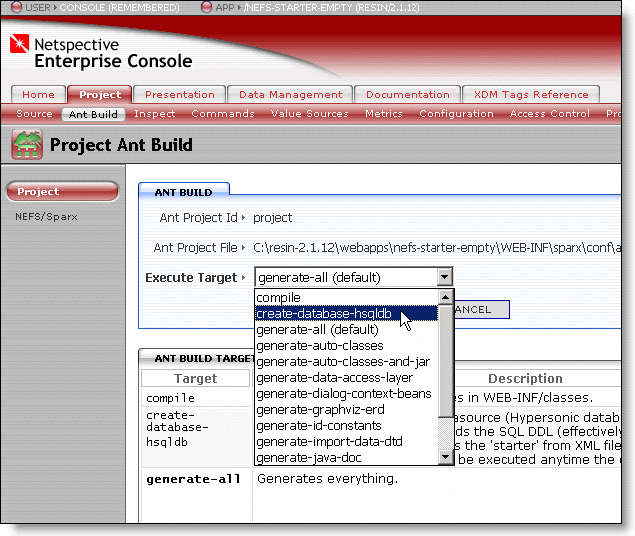 USER ▸ CONSOLE (REMEMBERED) APP ▸ /NEFS-STARTER-EMPTY (RESIN/2.1.12)
Netspective
Enterprise Console
Home Project Presentation Data Management Documentation XDM Tags Reference
Source Ant Build Inspect Commands Value Sources Metrics Configuration Access Control
Project Ant Build
Project
NEFS/Sparx
ANT BUILD
Ant Project Id ▸ project
Ant Project File ▸ C:\resin-2.1.12\webapps\nefs-starter-empty\WEB-INF\sparx\conf\a
Execute Target ▸ generate-all (default)
compile
create-database-hsqldb
generate-all (default)
generate-auto-classes
generate-auto-classes-and-jar
generate-data-access-layer
generate-dialog-context-beans
generate-graphviz-erd
generate-id-constants
generate-import-data-dtd
generate-java-doc
ANCEL
ANT BUILD TARGET
Target Description
compile es in WEB-INF/classes.
create-database-hsqldb
asource (Hypersonic datab
ds the SQL DDL (effectively
s the 'starter' from XML file
be executed anytime the
generate-all Generates everything.